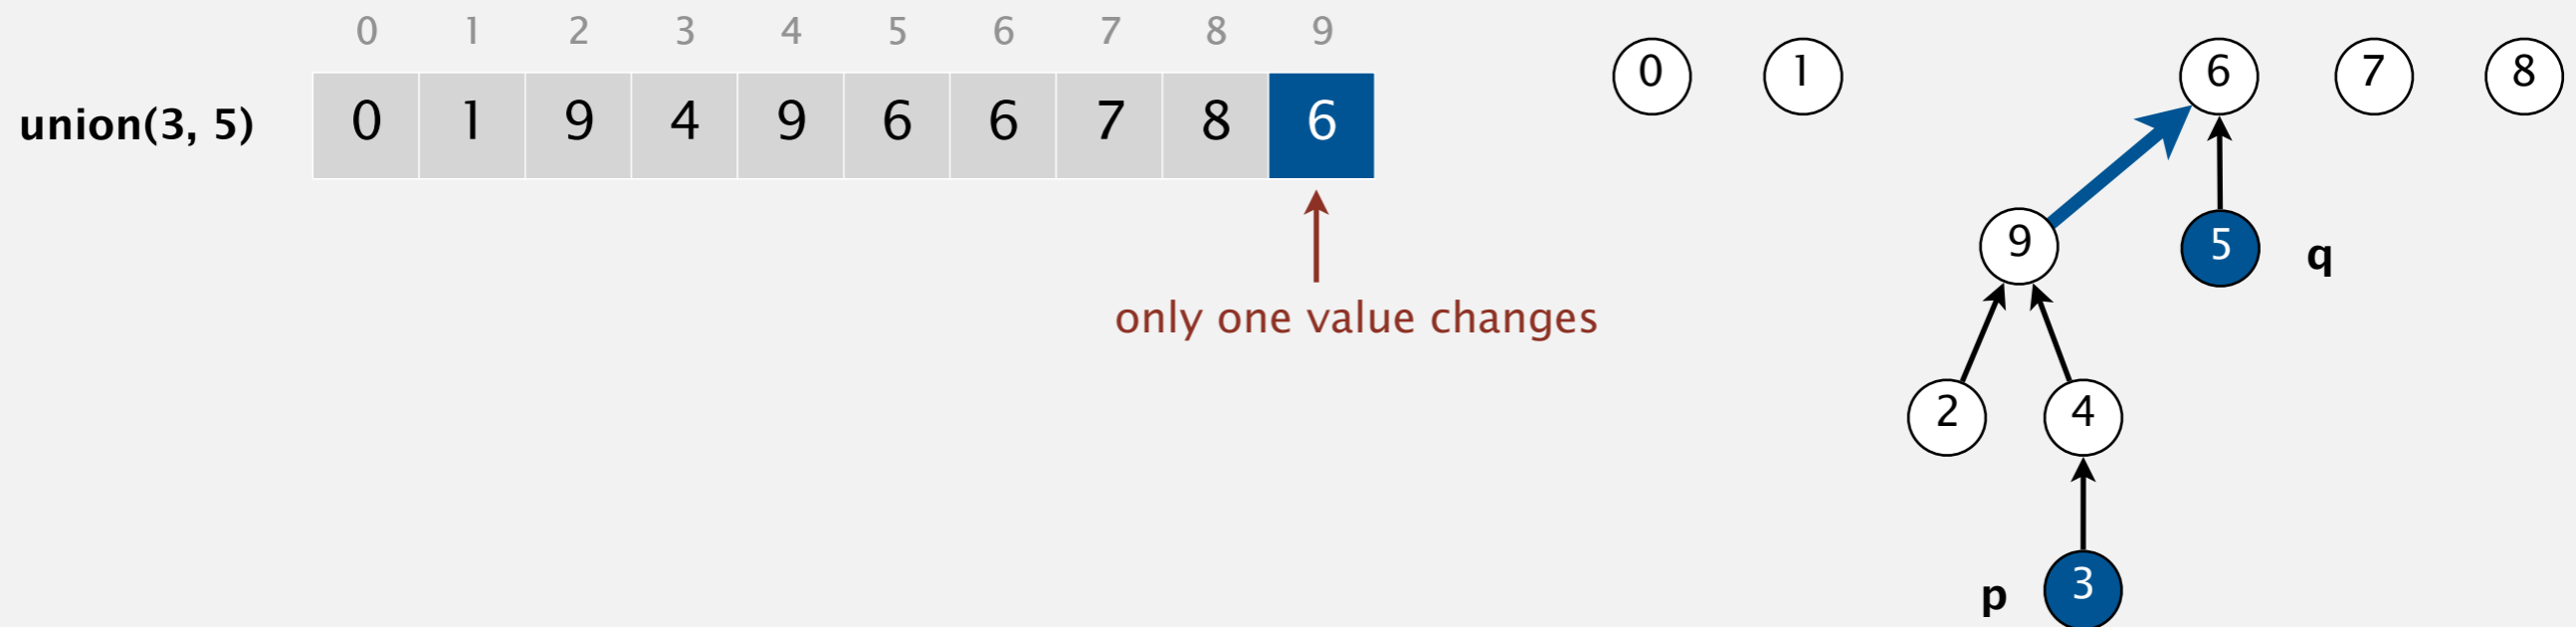 0 1 2 3 4 5 6 7 8 9
union(3, 5) 0 1 9 4 9 6 6 7 8 6
only one value changes
0 1 6 7 8
9 5 q
2 4
p 3